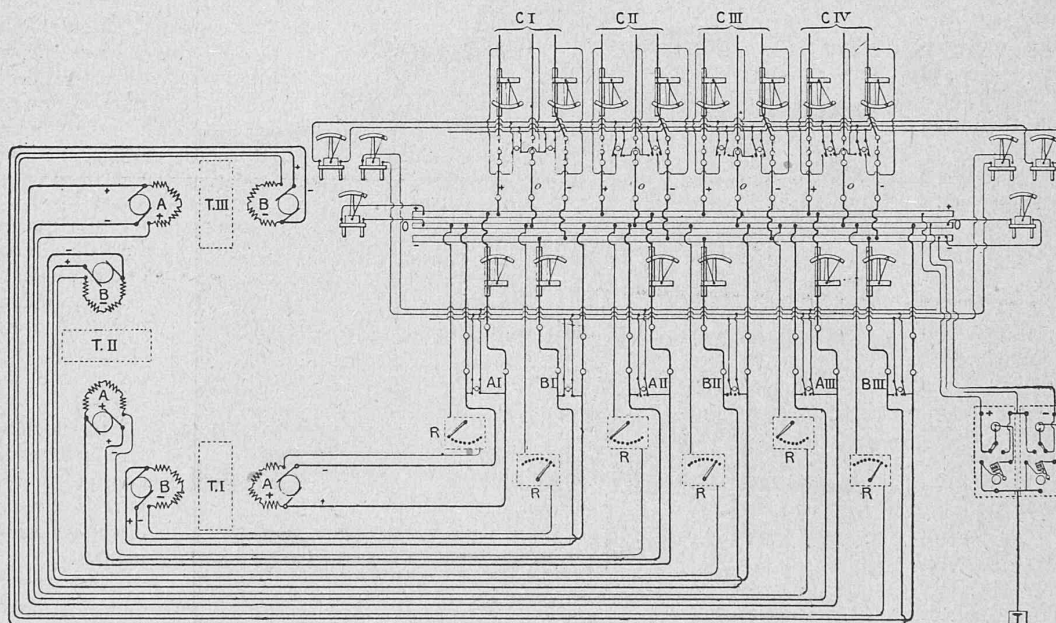 C I C II C III C IV
+ o - + o - + o - + o -
+ -
A +
T. III
B -
+ -
+
O O
- +
B -
T. II
A I B I A II B II A III B III
A +
+ -
R R R
+ -
-
B -
T. I
A +
R R R
+
+ -
T